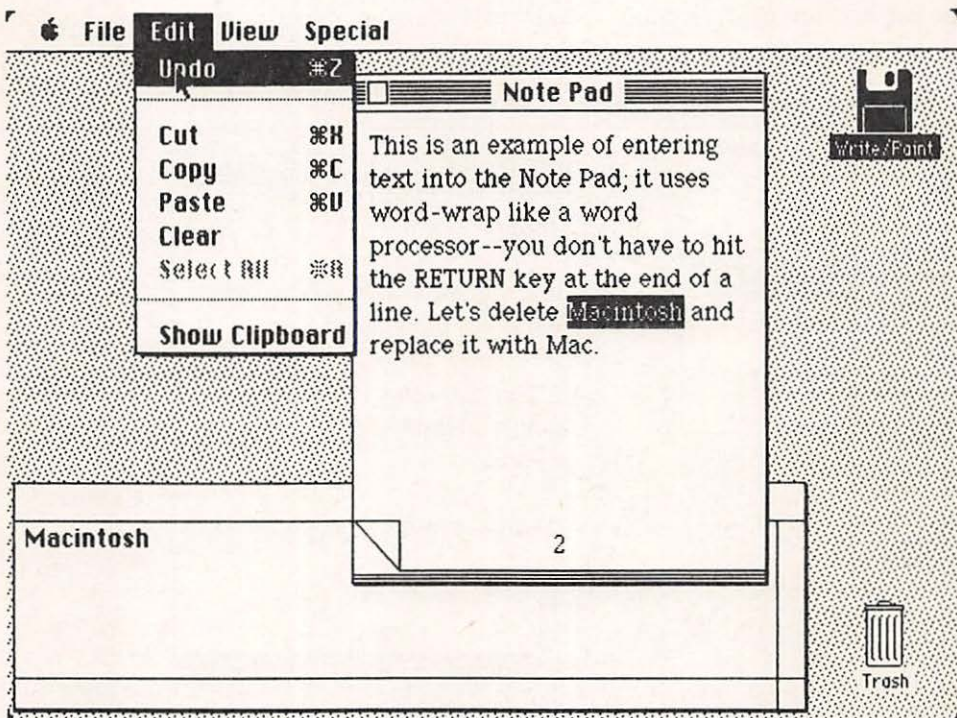 File Edit View Special
Undo ⌘Z
Cut ⌘X
Copy ⌘C
Paste ⌘V
Clear
Select All ⌘A
Show Clipboard
Note Pad
This is an example of entering
text into the Note Pad; it uses
word-wrap like a word
processor--you don't have to hit
the RETURN key at the end of a
line. Let's delete Macintosh and
replace it with Mac.
2
Write/Paint
Macintosh
Trash